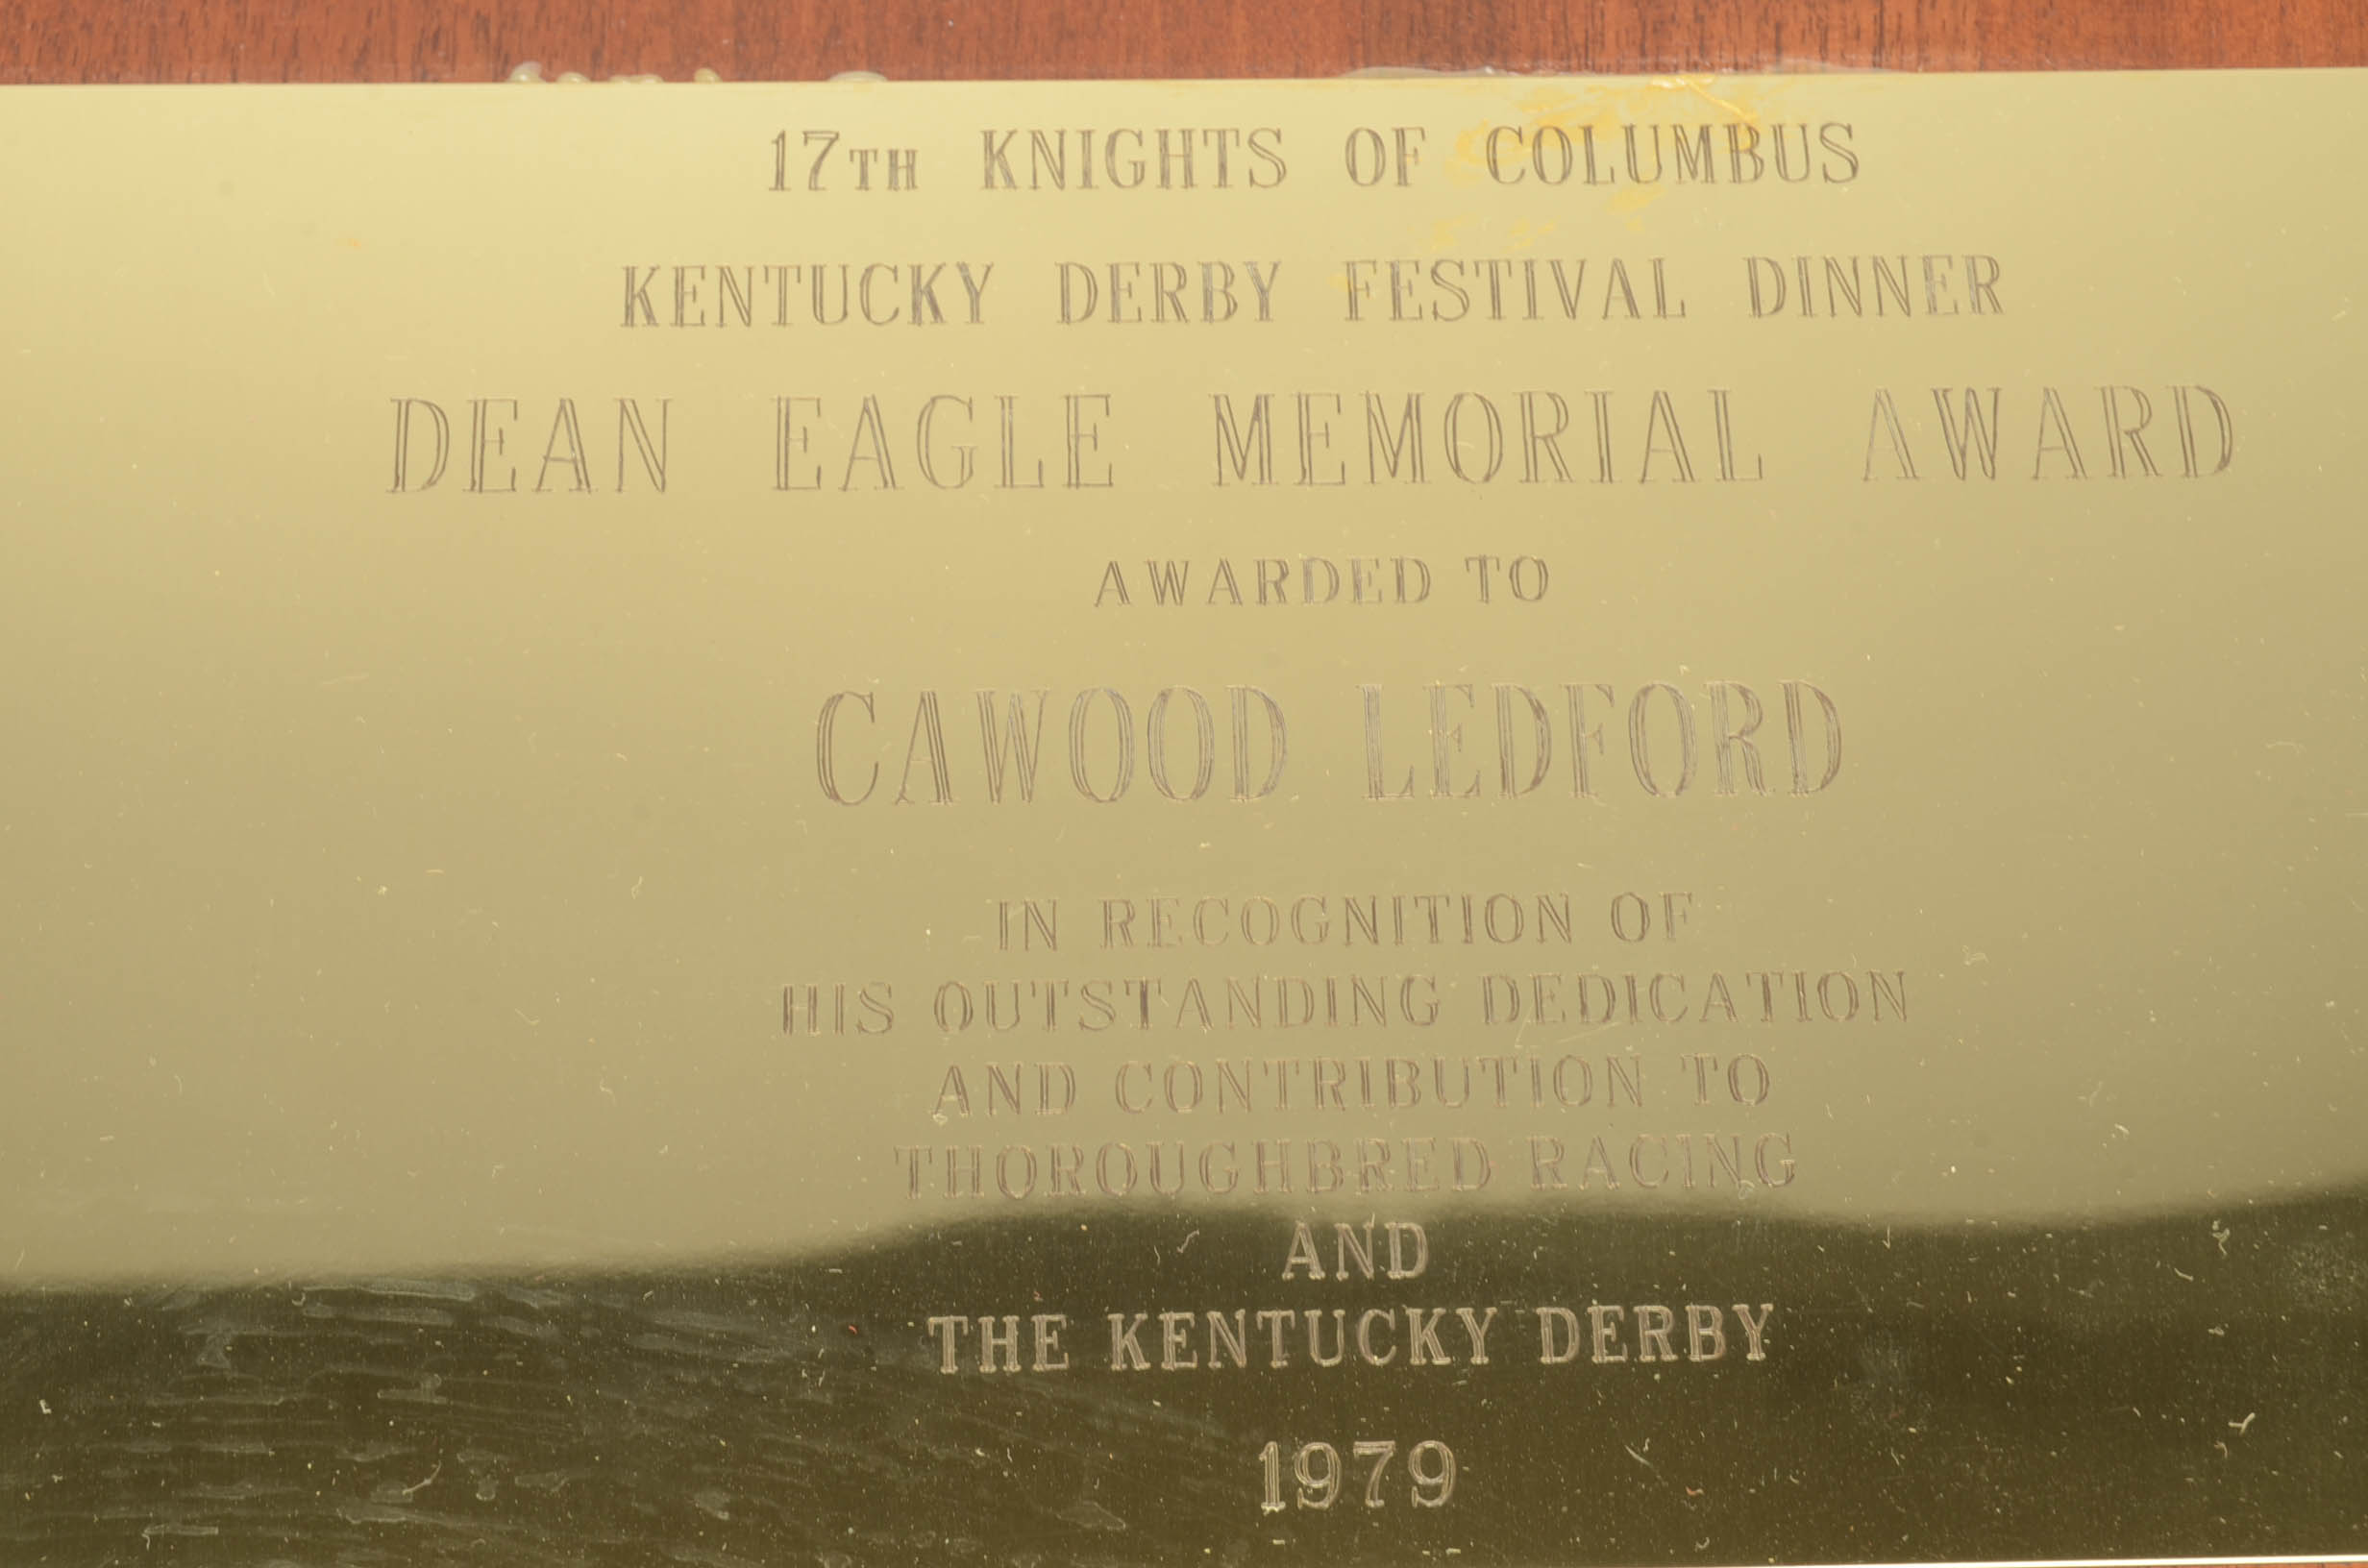 17TH KNIGHTS OF COLUMBUS
KENTUCKY DERBY FESTIVAL DINNER
DEAN EAGLE MEMORIAL AWARD
AWARDED TO
CAWOOD LEDFORD
IN RECOGNITION OF
HIS OUTSTANDING DEDICATION
AND CONTRIBUTION TO
THOROUGHBRED RACING
AND
THE KENTUCKY DERBY
1979